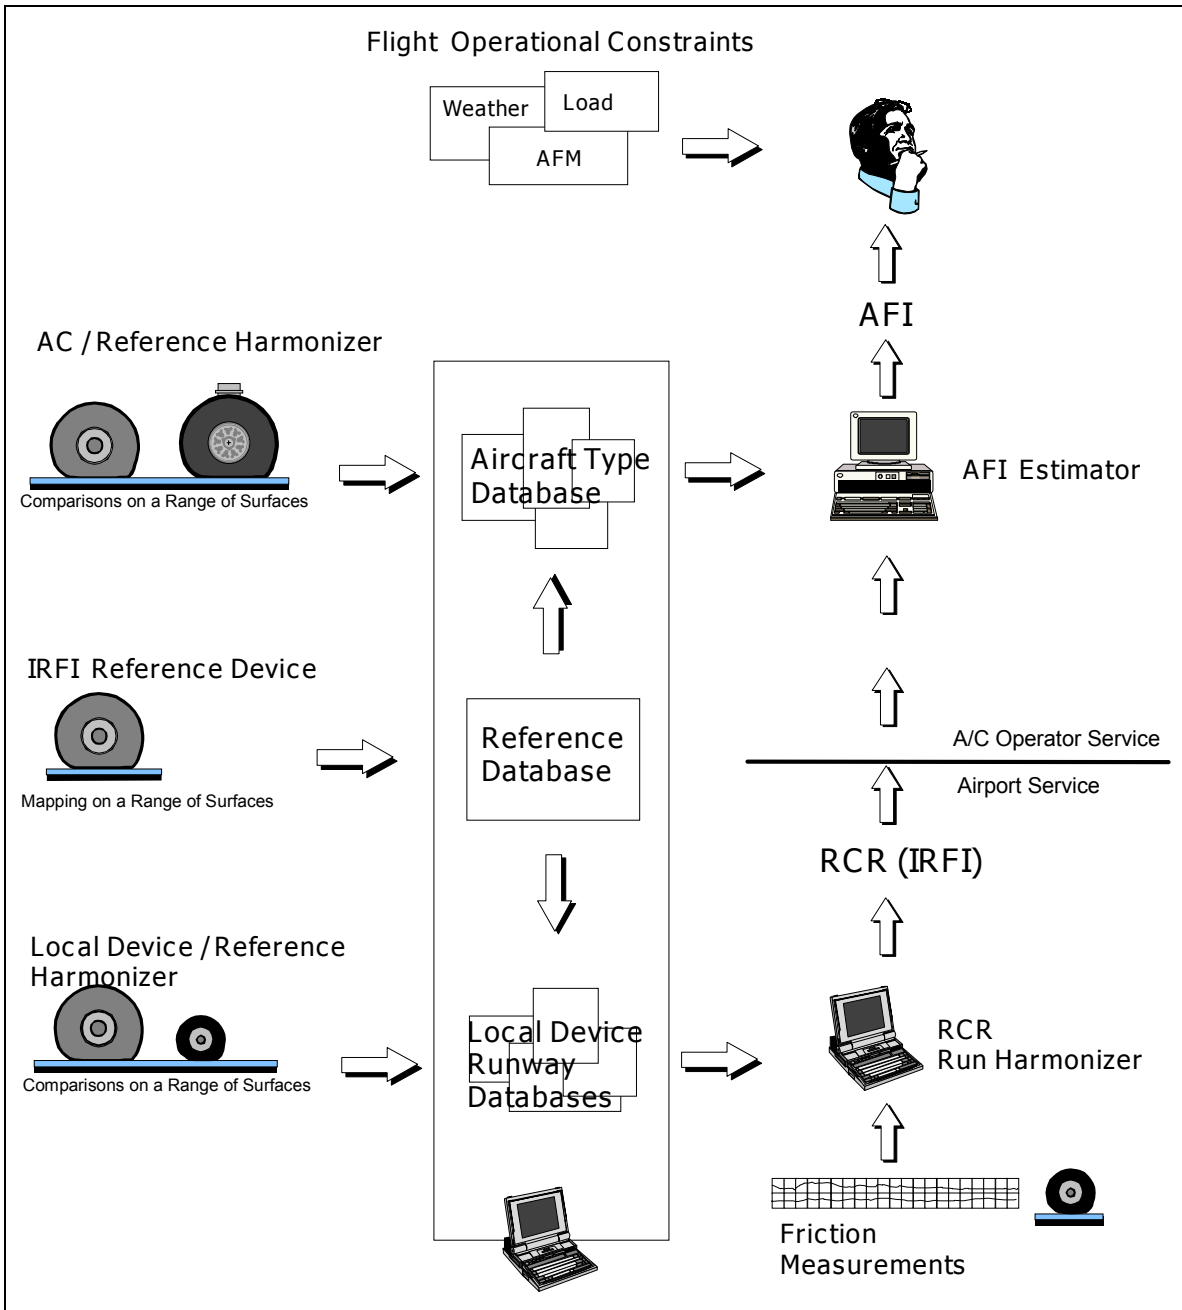 Flight Operational Constraints
Weather
Load
AFM
AFI
AC / Reference Harmonizer
Comparisons on a Range of Surfaces
Aircraft Type
Database
AFI Estimator
IRFI Reference Device
Mapping on a Range of Surfaces
Reference
Database
A/C Operator Service
Airport Service
RCR (IRFI)
Local Device / Reference
Harmonizer
Comparisons on a Range of Surfaces
Local Device
Runway
Databases
RCR
Run Harmonizer
Friction
Measurements